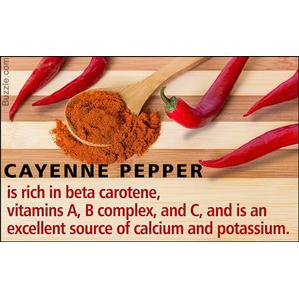 Buzzle.com
CAYENNE PEPPER
is rich in beta carotene,
vitamins A, B complex, and C, and is an
excellent source of calcium and potassium.